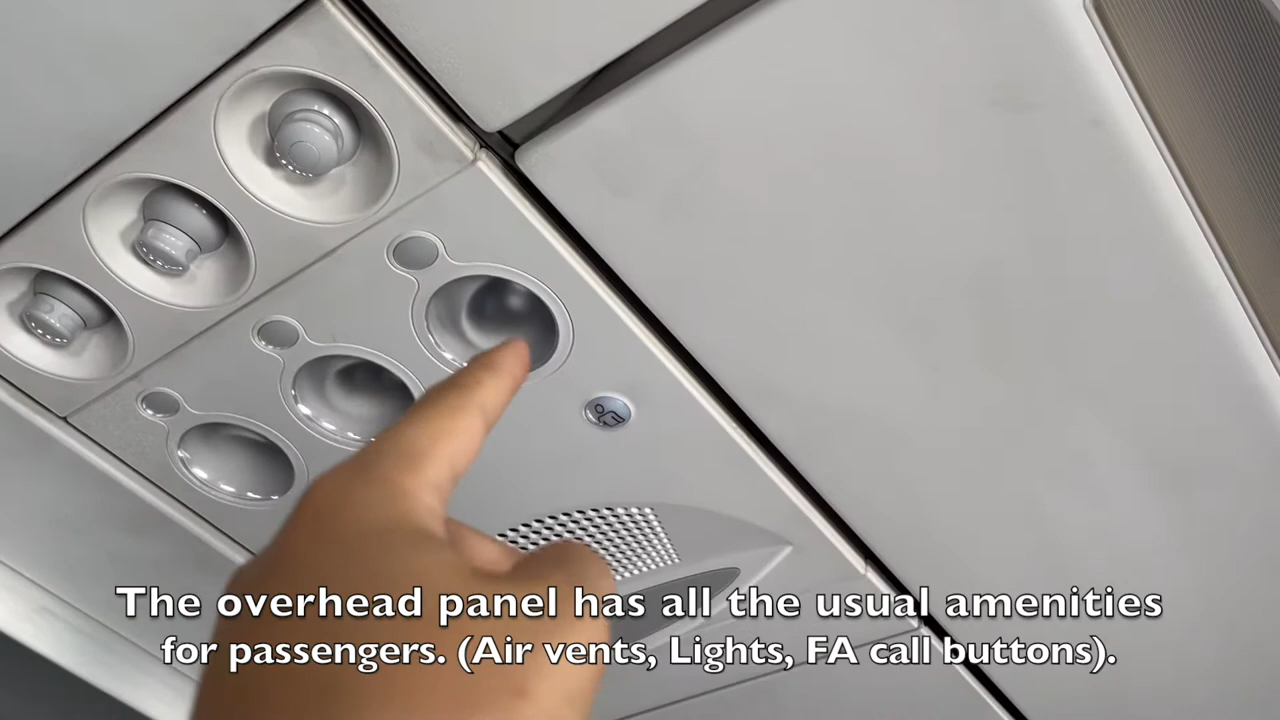 The overhead panel has all the usual amenities
for passengers. (Air vents, Lights, FA call buttons).